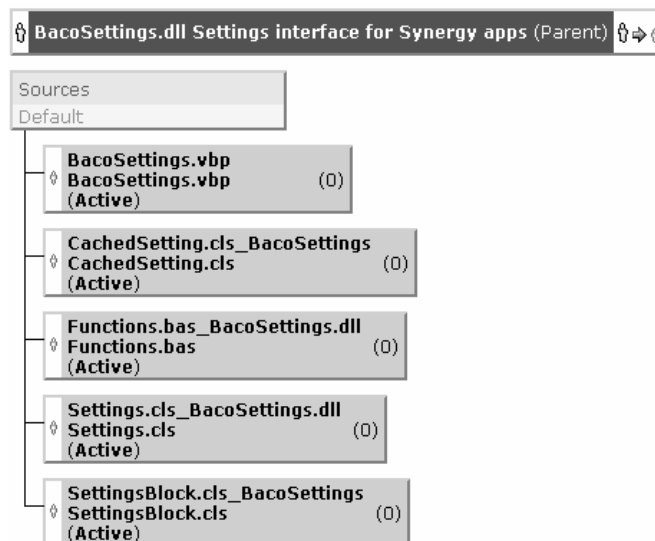 BacoSettings.dll Settings interface for Synergy apps (Parent)
Sources
Default
BacoSettings.vbp
BacoSettings.vbp (0)
(Active)
CachedSetting.cls_BacoSettings
CachedSetting.cls (0)
(Active)
Functions.bas_BacoSettings.dll
Functions.bas (0)
(Active)
Settings.cls_BacoSettings.dll
Settings.cls (0)
(Active)
SettingsBlock.cls_BacoSettings
SettingsBlock.cls (0)
(Active)